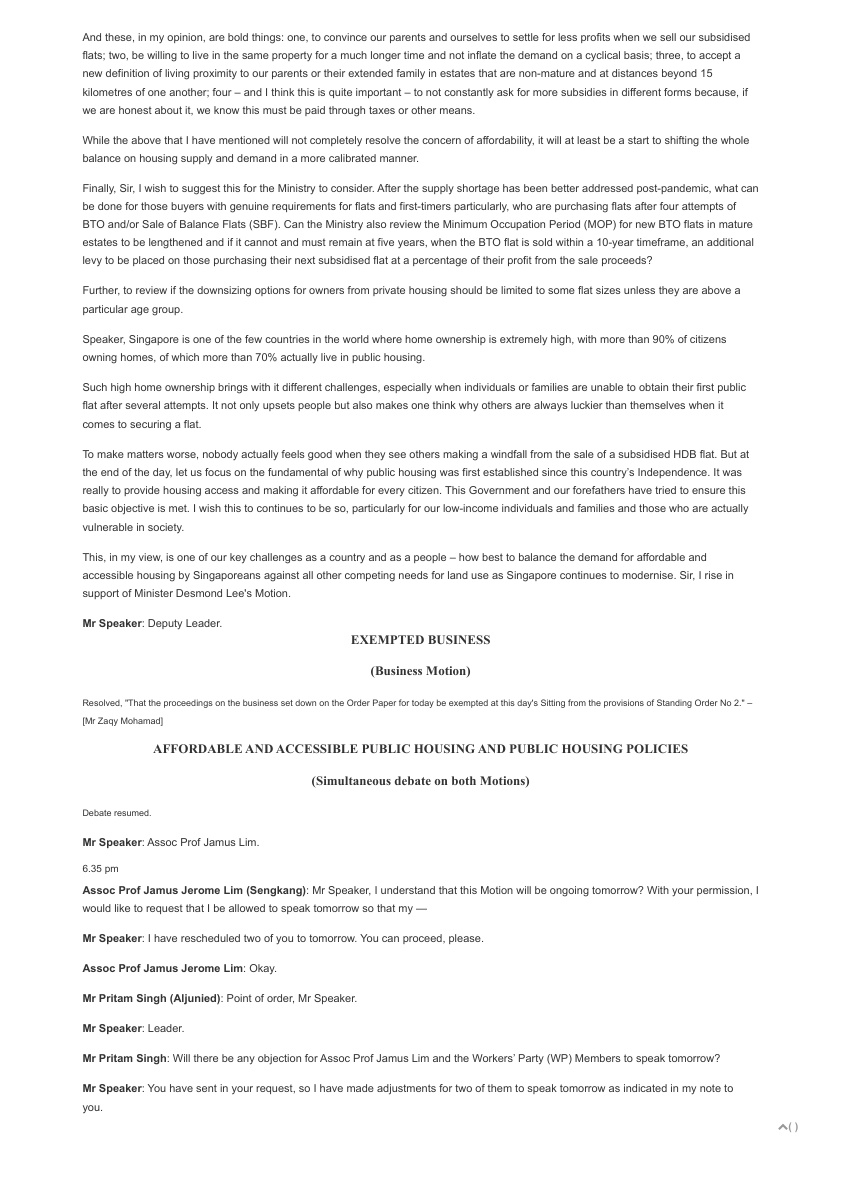 And these, in my opinion, are bold things: one, to convince our parents and ourselves to settle for less profits when we sell our subsidised
flats; two, be willing to live in the same property for a much longer time and not inflate the demand on a cyclical basis; three, to accept a
new definition of living proximity to our parents or their extended family in estates that are non-mature and at distances beyond 15
kilometres of one another; four – and I think this is quite important – to not constantly ask for more subsidies in different forms because, if
we are honest about it, we know this must be paid through taxes or other means.
While the above that I have mentioned will not completely resolve the concern of affordability, it will at least be a start to shifting the whole
balance on housing supply and demand in a more calibrated manner.
Finally, Sir, I wish to suggest this for the Ministry to consider. After the supply shortage has been better addressed post-pandemic, what can
be done for those buyers with genuine requirements for flats and first-timers particularly, who are purchasing flats after four attempts of
BTO and/or Sale of Balance Flats (SBF). Can the Ministry also review the Minimum Occupation Period (MOP) for new BTO flats in mature
estates to be lengthened and if it cannot and must remain at five years, when the BTO flat is sold within a 10-year timeframe, an additional
levy to be placed on those purchasing their next subsidised flat at a percentage of their profit from the sale proceeds?
Further, to review if the downsizing options for owners from private housing should be limited to some flat sizes unless they are above a
particular age group.
Speaker, Singapore is one of the few countries in the world where home ownership is extremely high, with more than 90% of citizens
owning homes, of which more than 70% actually live in public housing.
Such high home ownership brings with it different challenges, especially when individuals or families are unable to obtain their first public
flat after several attempts. It not only upsets people but also makes one think why others are always luckier than themselves when it
comes to securing a flat.
To make matters worse, nobody actually feels good when they see others making a windfall from the sale of a subsidised HDB flat. But at
the end of the day, let us focus on the fundamental of why public housing was first established since this country's Independence. It was
really to provide housing access and making it affordable for every citizen. This Government and our forefathers have tried to ensure this
basic objective is met. I wish this to continues to be so, particularly for our low-income individuals and families and those who are actually
vulnerable in society.
This, in my view, is one of our key challenges as a country and as a people – how best to balance the demand for affordable and
accessible housing by Singaporeans against all other competing needs for land use as Singapore continues to modernise. Sir, I rise in
support of Minister Desmond Lee's Motion.
Mr Speaker: Deputy Leader.
EXEMPTED BUSINESS
(Business Motion)
Resolved, "That the proceedings on the business set down on the Order Paper for today be exempted at this day's Sitting from the provisions of Standing Order No 2." –
[Mr Zaqy Mohamad]
AFFORDABLE AND ACCESSIBLE PUBLIC HOUSING AND PUBLIC HOUSING POLICIES
(Simultaneous debate on both Motions)
Debate resumed.
Mr Speaker: Assoc Prof Jamus Lim.
6.35 pm
Assoc Prof Jamus Jerome Lim (Sengkang): Mr Speaker, I understand that this Motion will be ongoing tomorrow? With your permission, I
would like to request that I be allowed to speak tomorrow so that my —
Mr Speaker: I have rescheduled two of you to tomorrow. You can proceed, please.
Assoc Prof Jamus Jerome Lim: Okay.
Mr Pritam Singh (Aljunied): Point of order, Mr Speaker.
Mr Speaker: Leader.
Mr Pritam Singh: Will there be any objection for Assoc Prof Jamus Lim and the Workers' Party (WP) Members to speak tomorrow?
Mr Speaker: You have sent in your request, so I have made adjustments for two of them to speak tomorrow as indicated in my note to
you.
( )